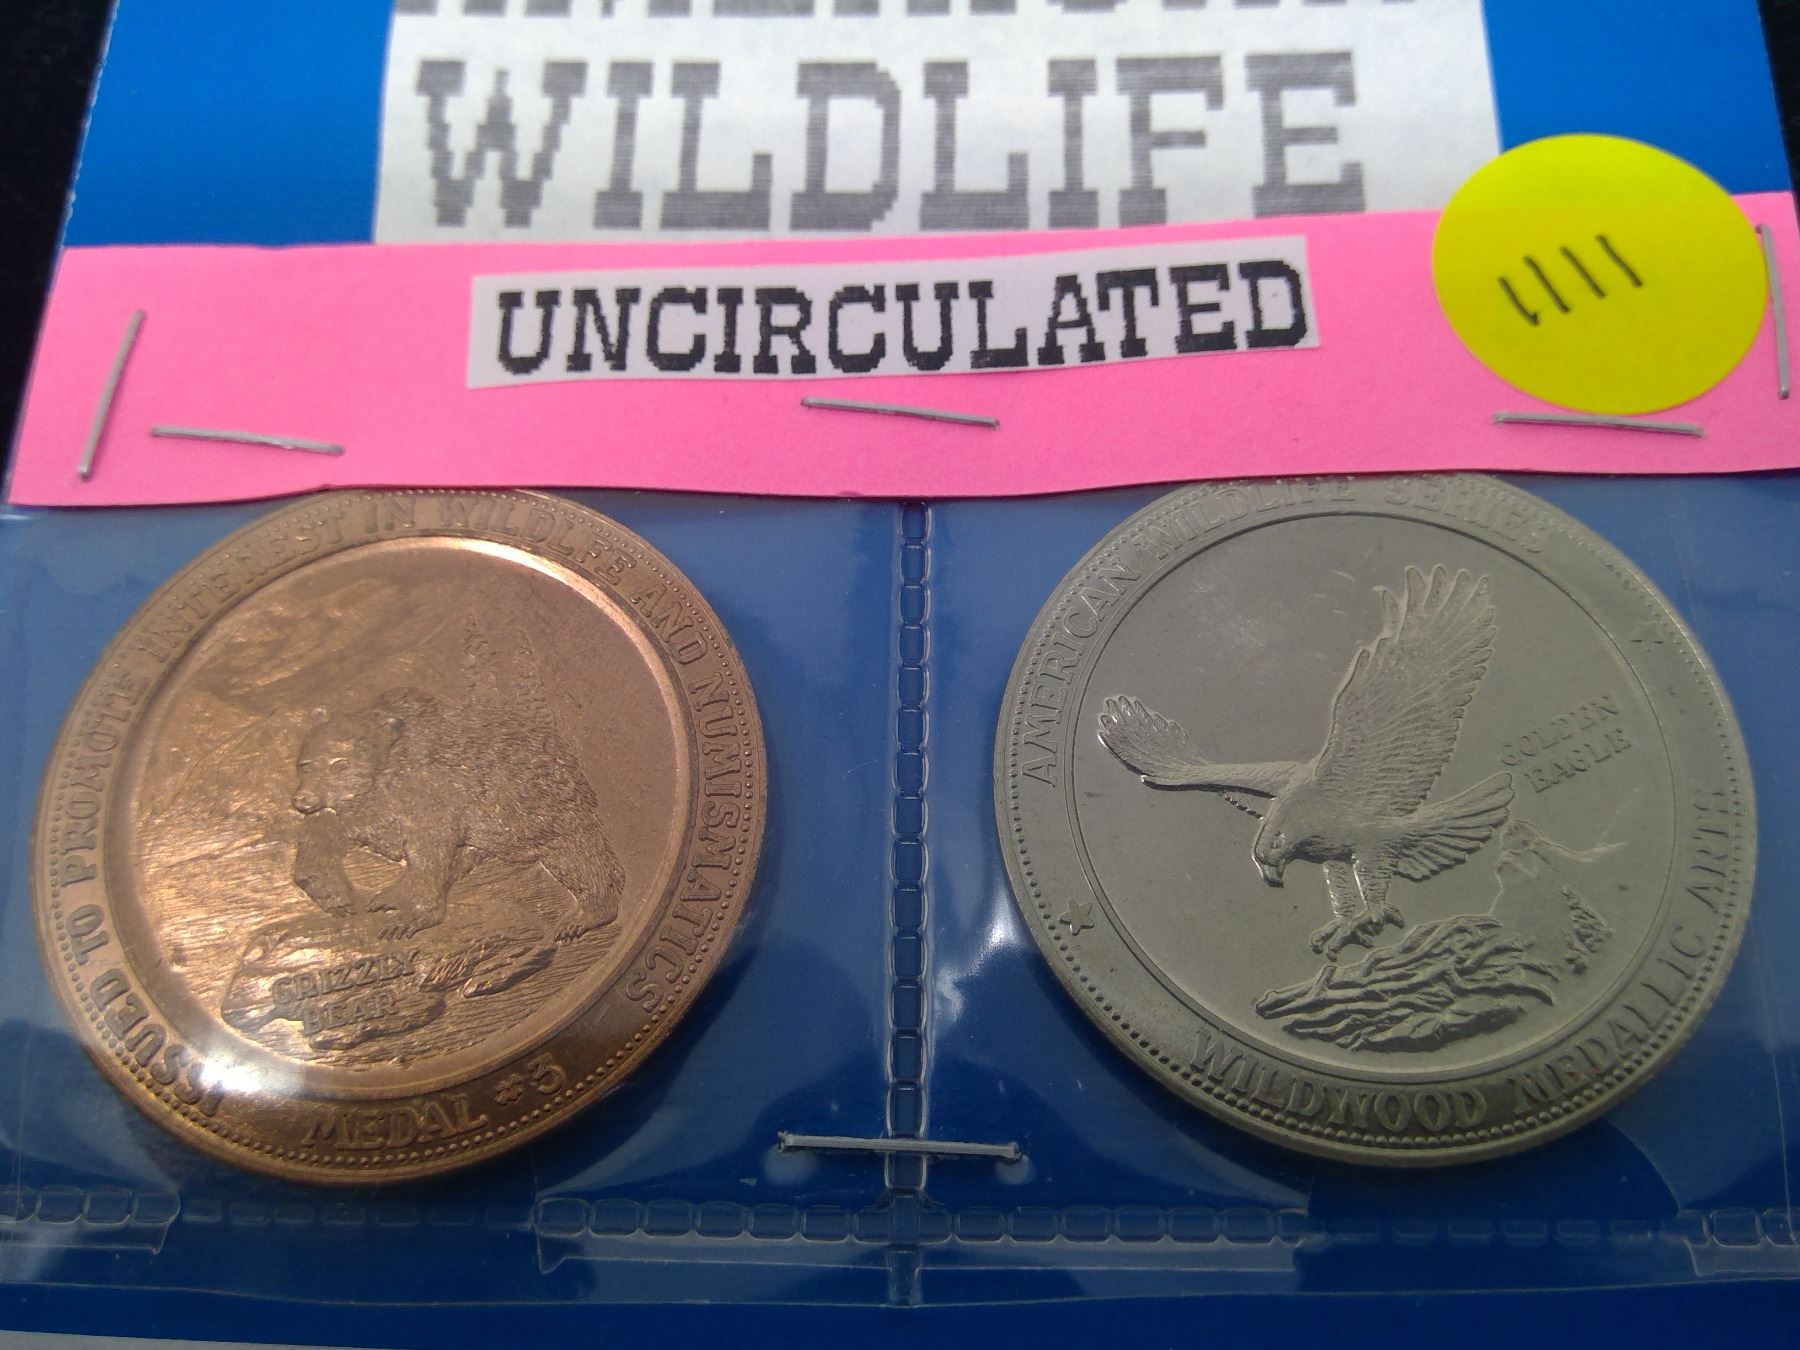 WILDLIFE
UNCIRCULATED
1111
ISSUED TO PROMOTE INTEREST IN WILDLFE AND NUMISMATICS
GRIZZLY
BEAR
MEDAL #3
AMERICAN WILDLIFE SERIES
GOLDEN
EAGLE
WILDWOOD MEDALLIC ARTS